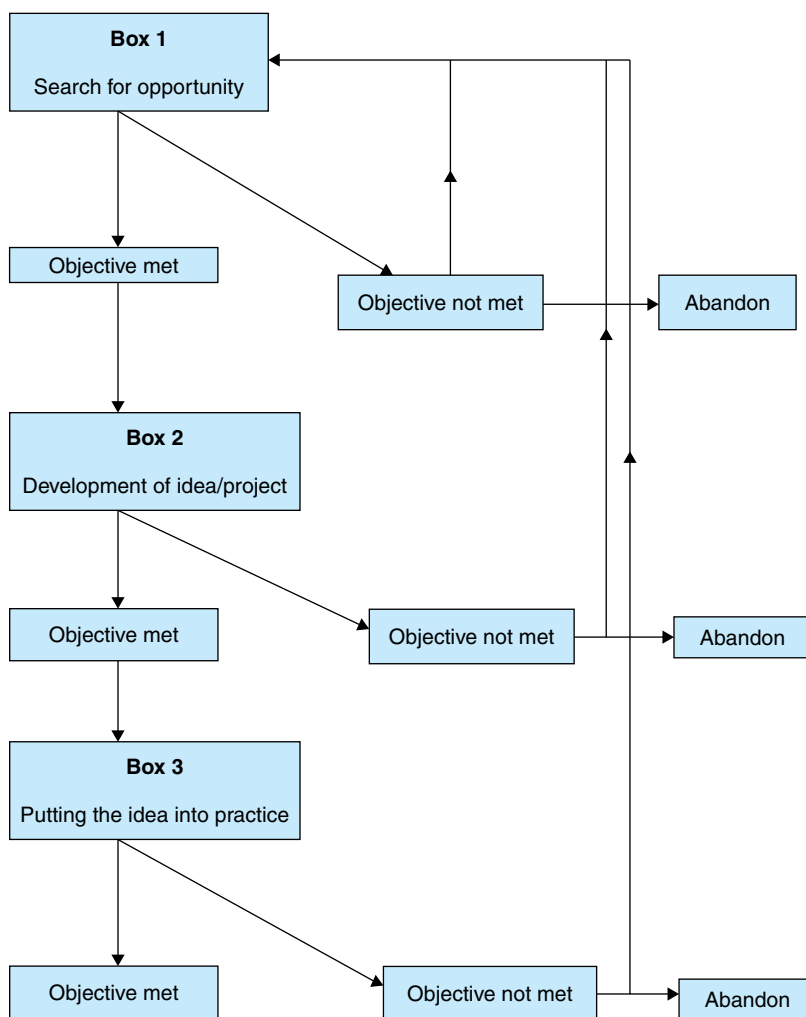 Box 1
Search for opportunity
Objective met
Objective not met
Abandon
Box 2
Development of idea/project
Objective met
Objective not met
Abandon
Box 3
Putting the idea into practice
Objective met
Objective not met
Abandon